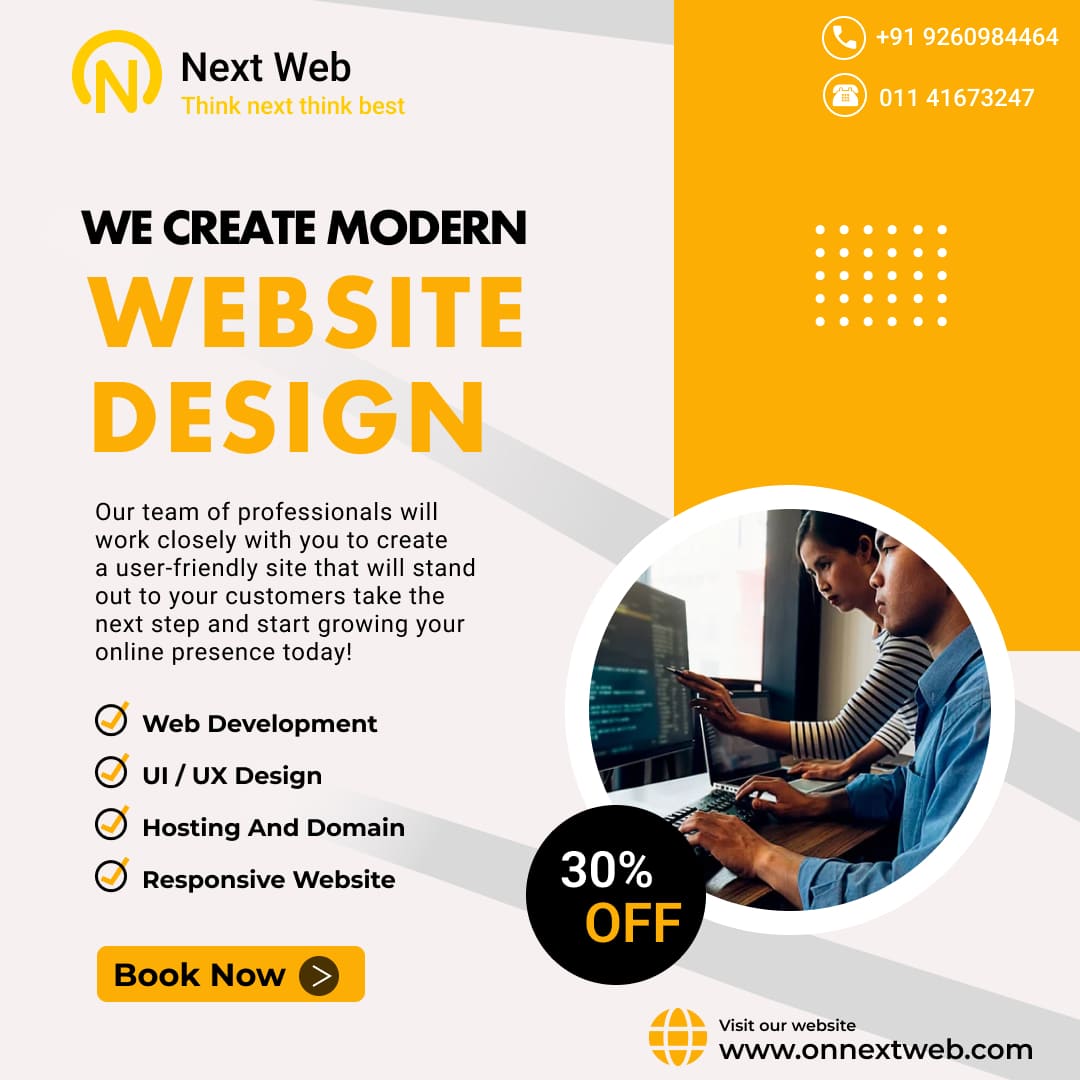 Next Web
Think next think best
+91 9260984464
011 41673247
WE CREATE MODERN
WEBSITE
DESIGN
Our team of professionals will
work closely with you to create
a user-friendly site that will stand
out to your customers take the
next step and start growing your
online presence today!
Web Development
UI / UX Design
Hosting And Domain
Responsive Website
30%
OFF
Book Now >
Visit our website
www.onnextweb.com